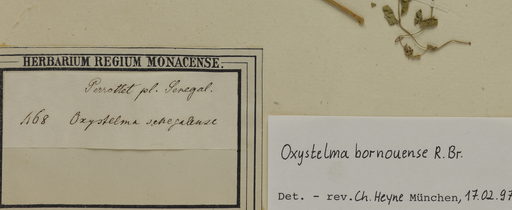 HERBARIUM REGIUM MONACENSE.
Perrottet pl. Senegal.
468 Oxystelma senegalense
Oxystelma bornouense R.Br.
Det. - rev. Ch. Heyne München, 17.02.97